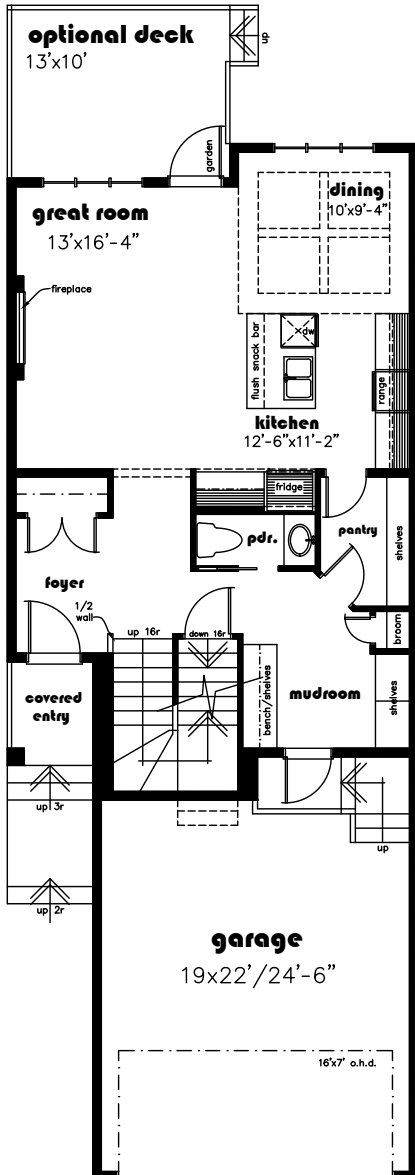 optional deck
13'x10'
up
garden
dining
10'x9'-4"
great room
13'x16'-4"
fireplace
flush snack bar
dw
range
kitchen
12'-6"x11'-2"
fridge
pdr.
pantry
shelves
foyer
1/2
wall
up 16r
down 16r
broom
covered
entry
bench/shelves
mudroom
shelves
up 3r
up
up 2r
garage
19x22'/24'-6"
16'x7' o.h.d.